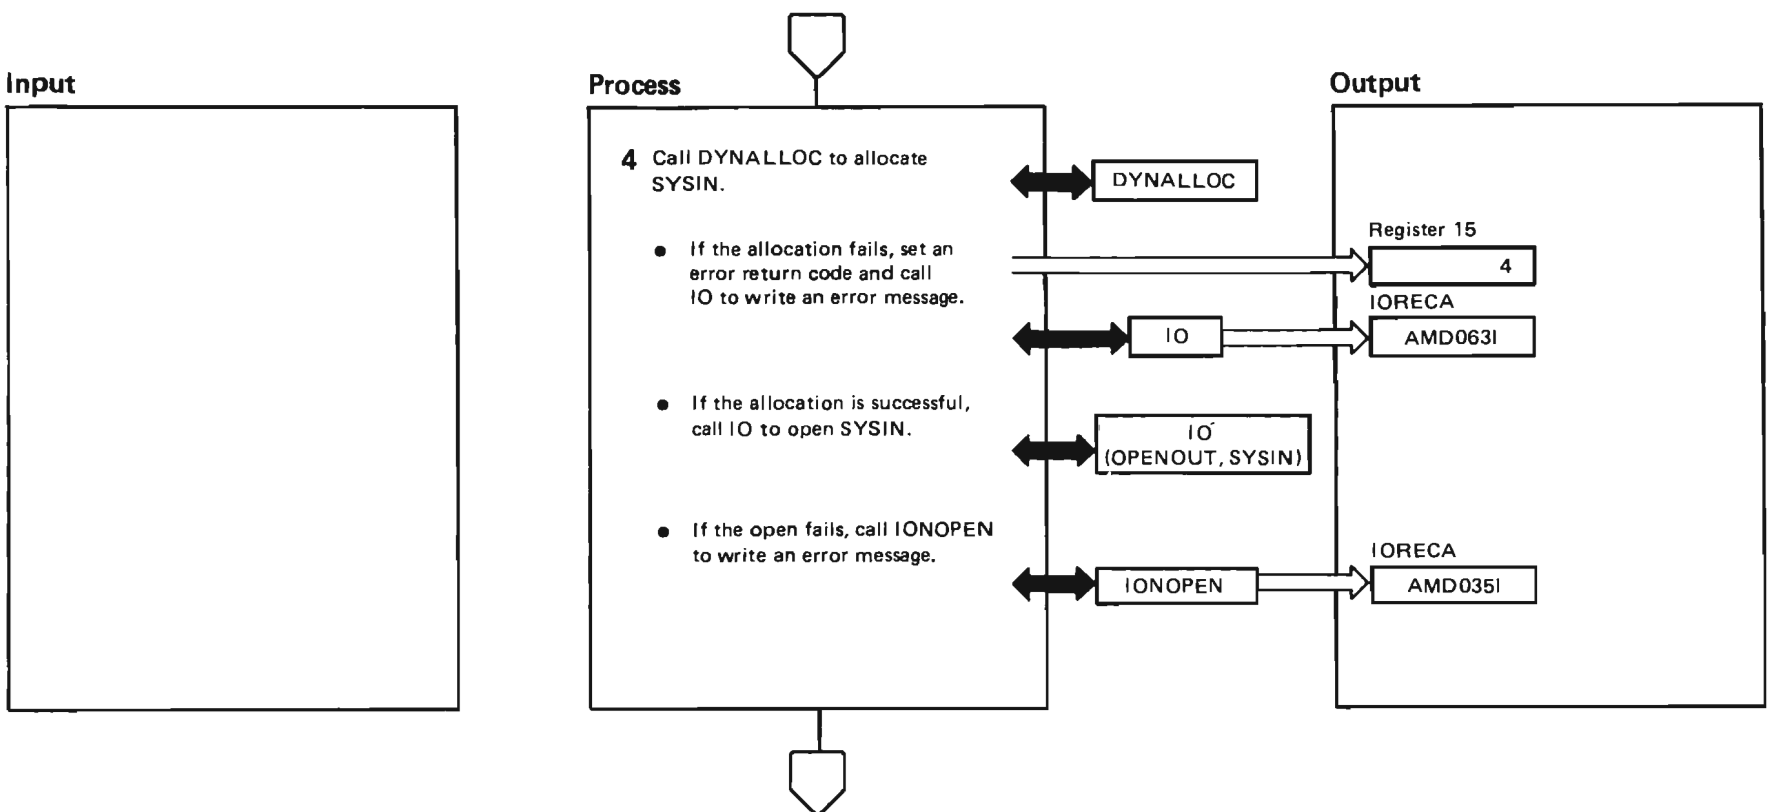 Input
Process
Output
4 Call DYNALLOC to allocate
SYSIN.
DYNALLOC
● If the allocation fails, set an
error return code and call
IO to write an error message.
Register 15
4
IORECA
IO
AMD063I
● If the allocation is successful,
call IO to open SYSIN.
IO
(OPENOUT, SYSIN)
● If the open fails, call IONOPEN
to write an error message.
IORECA
IONOPEN
AMD035I